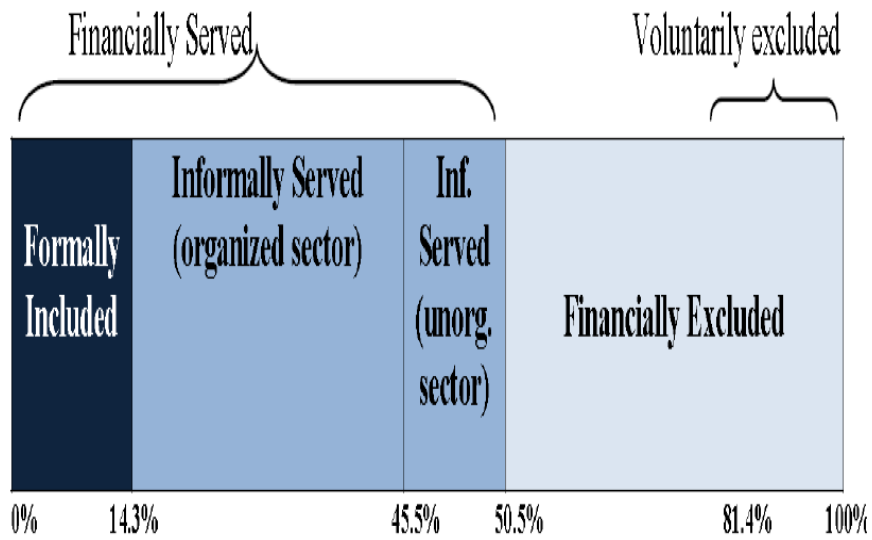 Financially Served
Voluntarily excluded
Formally
Included
Informally Served
(organized sector)
Inf.
Served
(unorg.
sector)
Financially Excluded
0%
14.3%
45.5%
50.5%
81.4%
100%